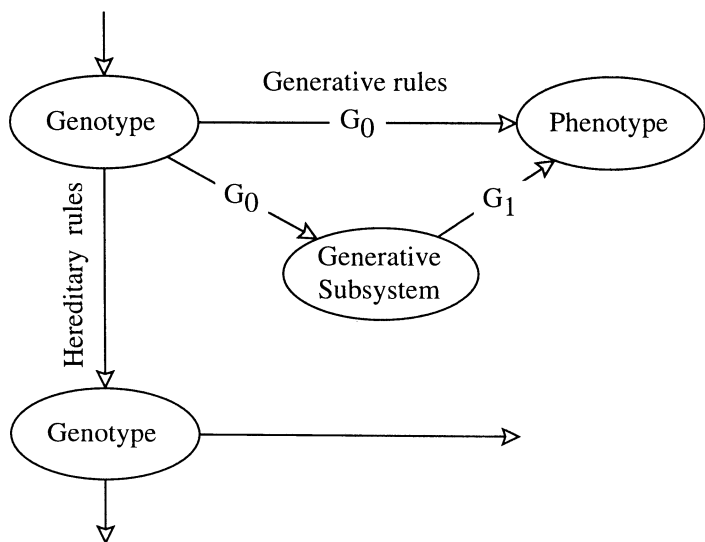 Generative rules
Genotype
G0
Phenotype
Hereditary rules
G0
G1
Generative
Subsystem
Genotype